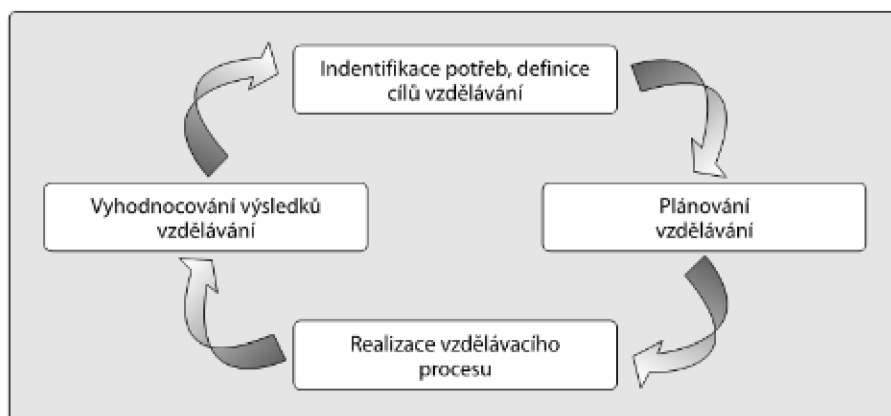 Indentifikace potřeb, definice
cílů vzdělávání
Vyhodnocování výsledků
vzdělávání
Plánování
vzdělávání
Realizace vzdělávacího
procesu